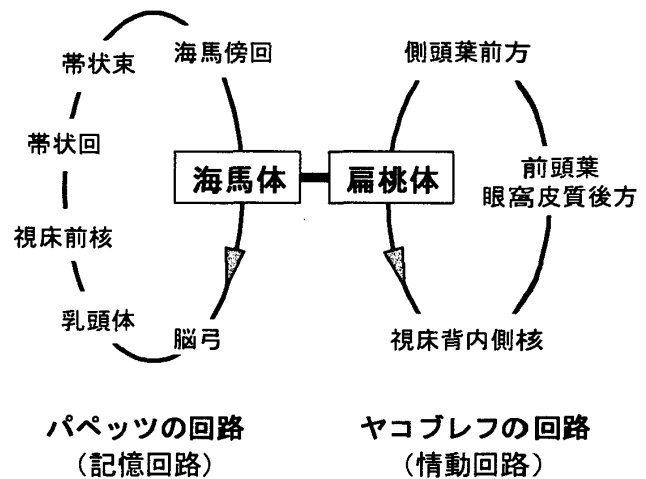 帯状束
海馬傍回
帯状回
海馬体
視床前核
乳頭体
脳弓
側頭葉前方
扁桃体
前頭葉
眼窩皮質後方
視床背内側核
パペッツの回路
（記憶回路）
ヤコブレフの回路
（情動回路）